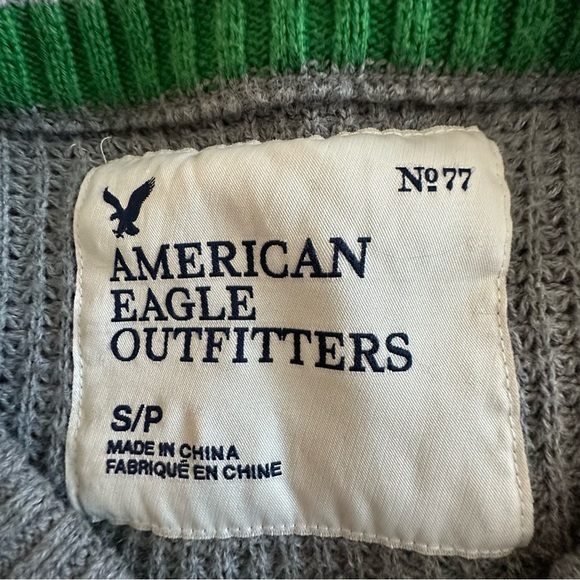 Nº77
AMERICAN
EAGLE
OUTFITTERS
S/P
MADE IN CHINA
FABRIQUÉ EN CHINE